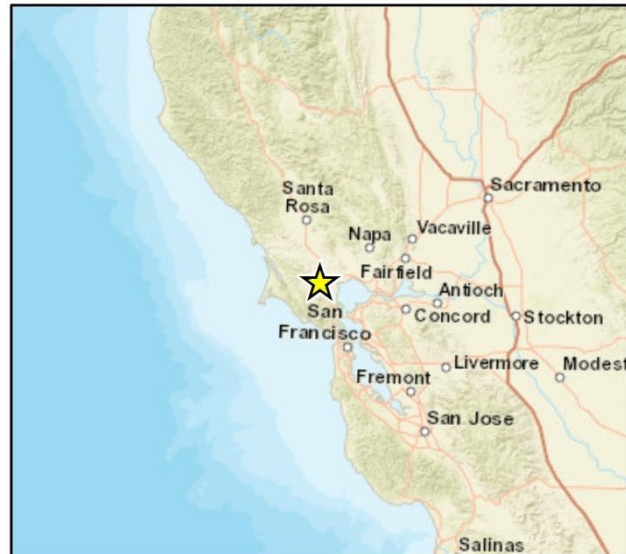 Santa
Rosa
Sacramento
Napa
Vacaville
Fairfield
Antioch
San
Francisco
Concord
Stockton
Livermore
Modest
Fremont
San Jose
Salinas